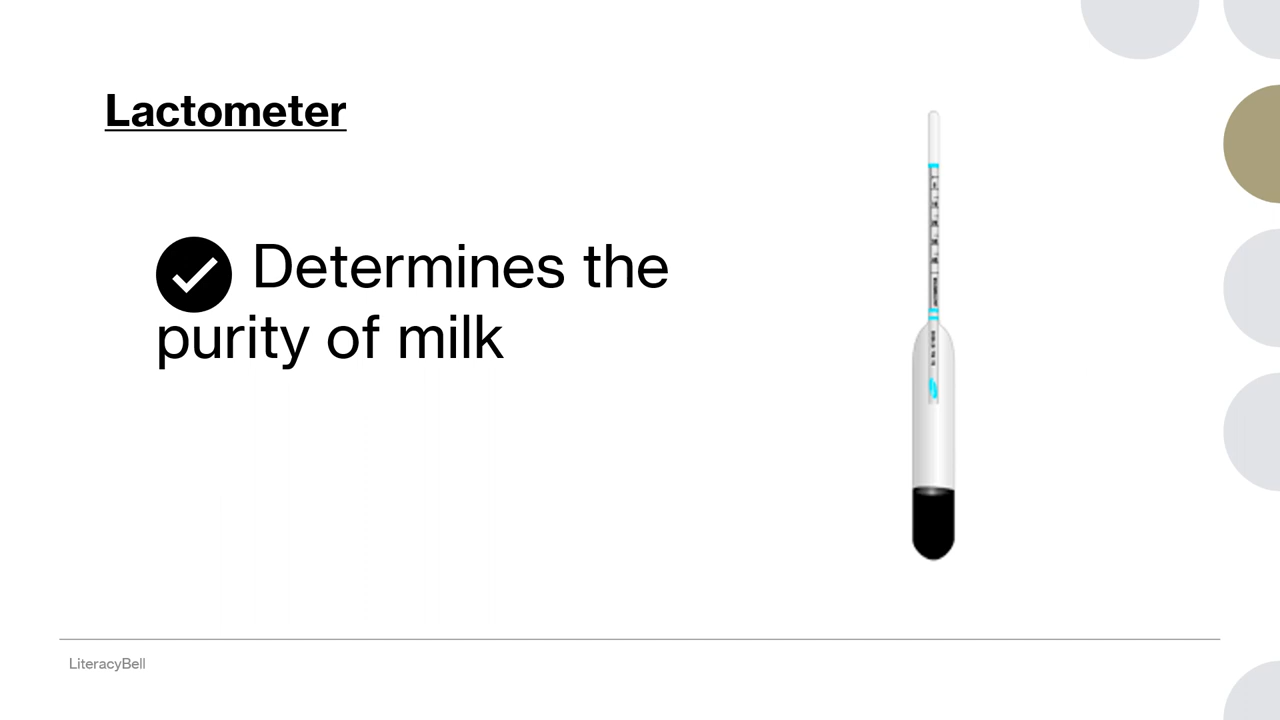 Lactometer
Determines the
purity of milk
LiteracyBell